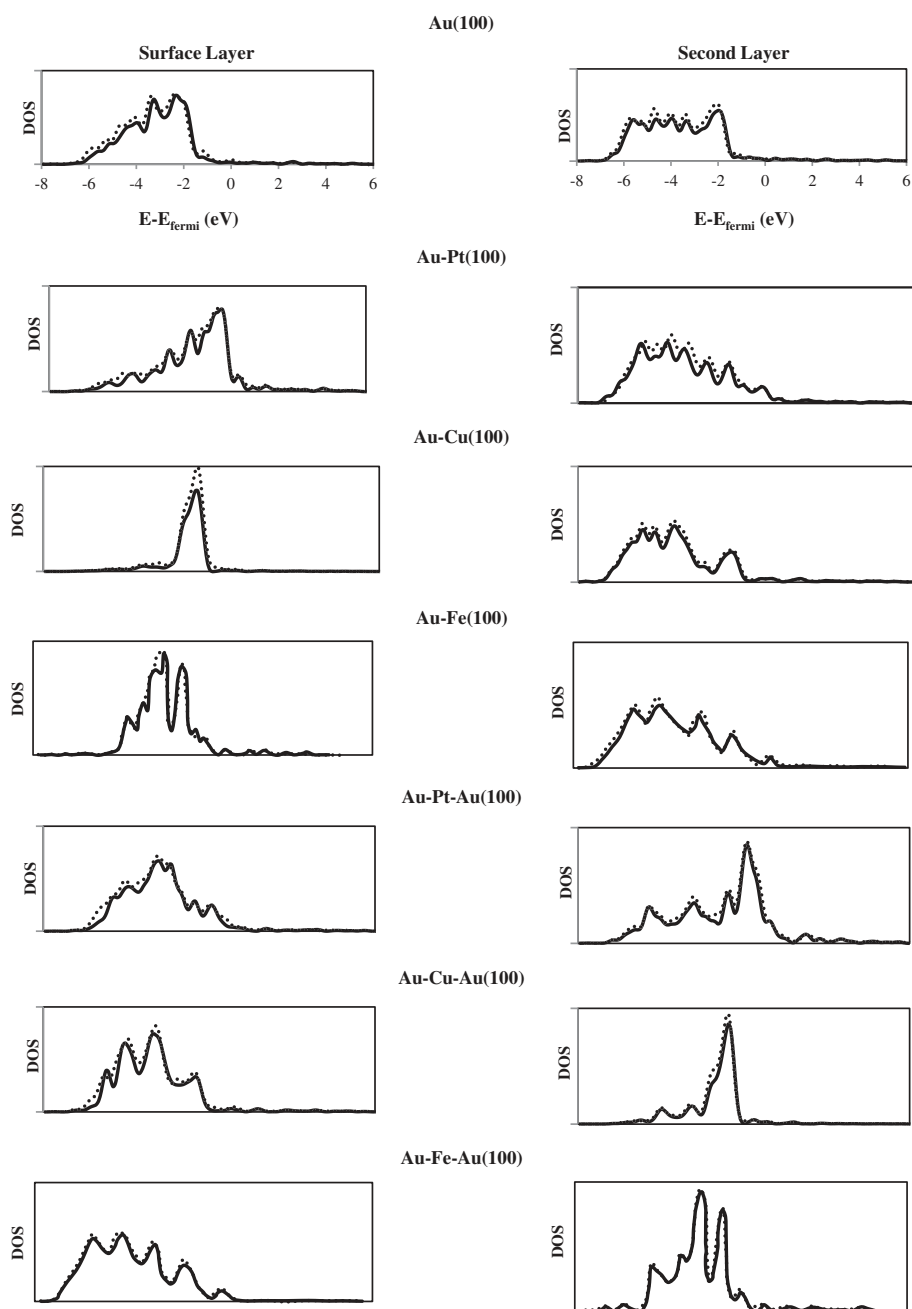 Au(100)
Surface Layer
Second Layer
DOS
DOS
-8 -6 -4 -2 0 2 4 6
-8 -6 -4 -2 0 2 4 6
E-Efermi (eV)
E-Efermi (eV)
Au-Pt(100)
DOS
DOS
Au-Cu(100)
DOS
DOS
Au-Fe(100)
DOS
DOS
Au-Pt-Au(100)
DOS
DOS
Au-Cu-Au(100)
DOS
DOS
Au-Fe-Au(100)
DOS
DOS